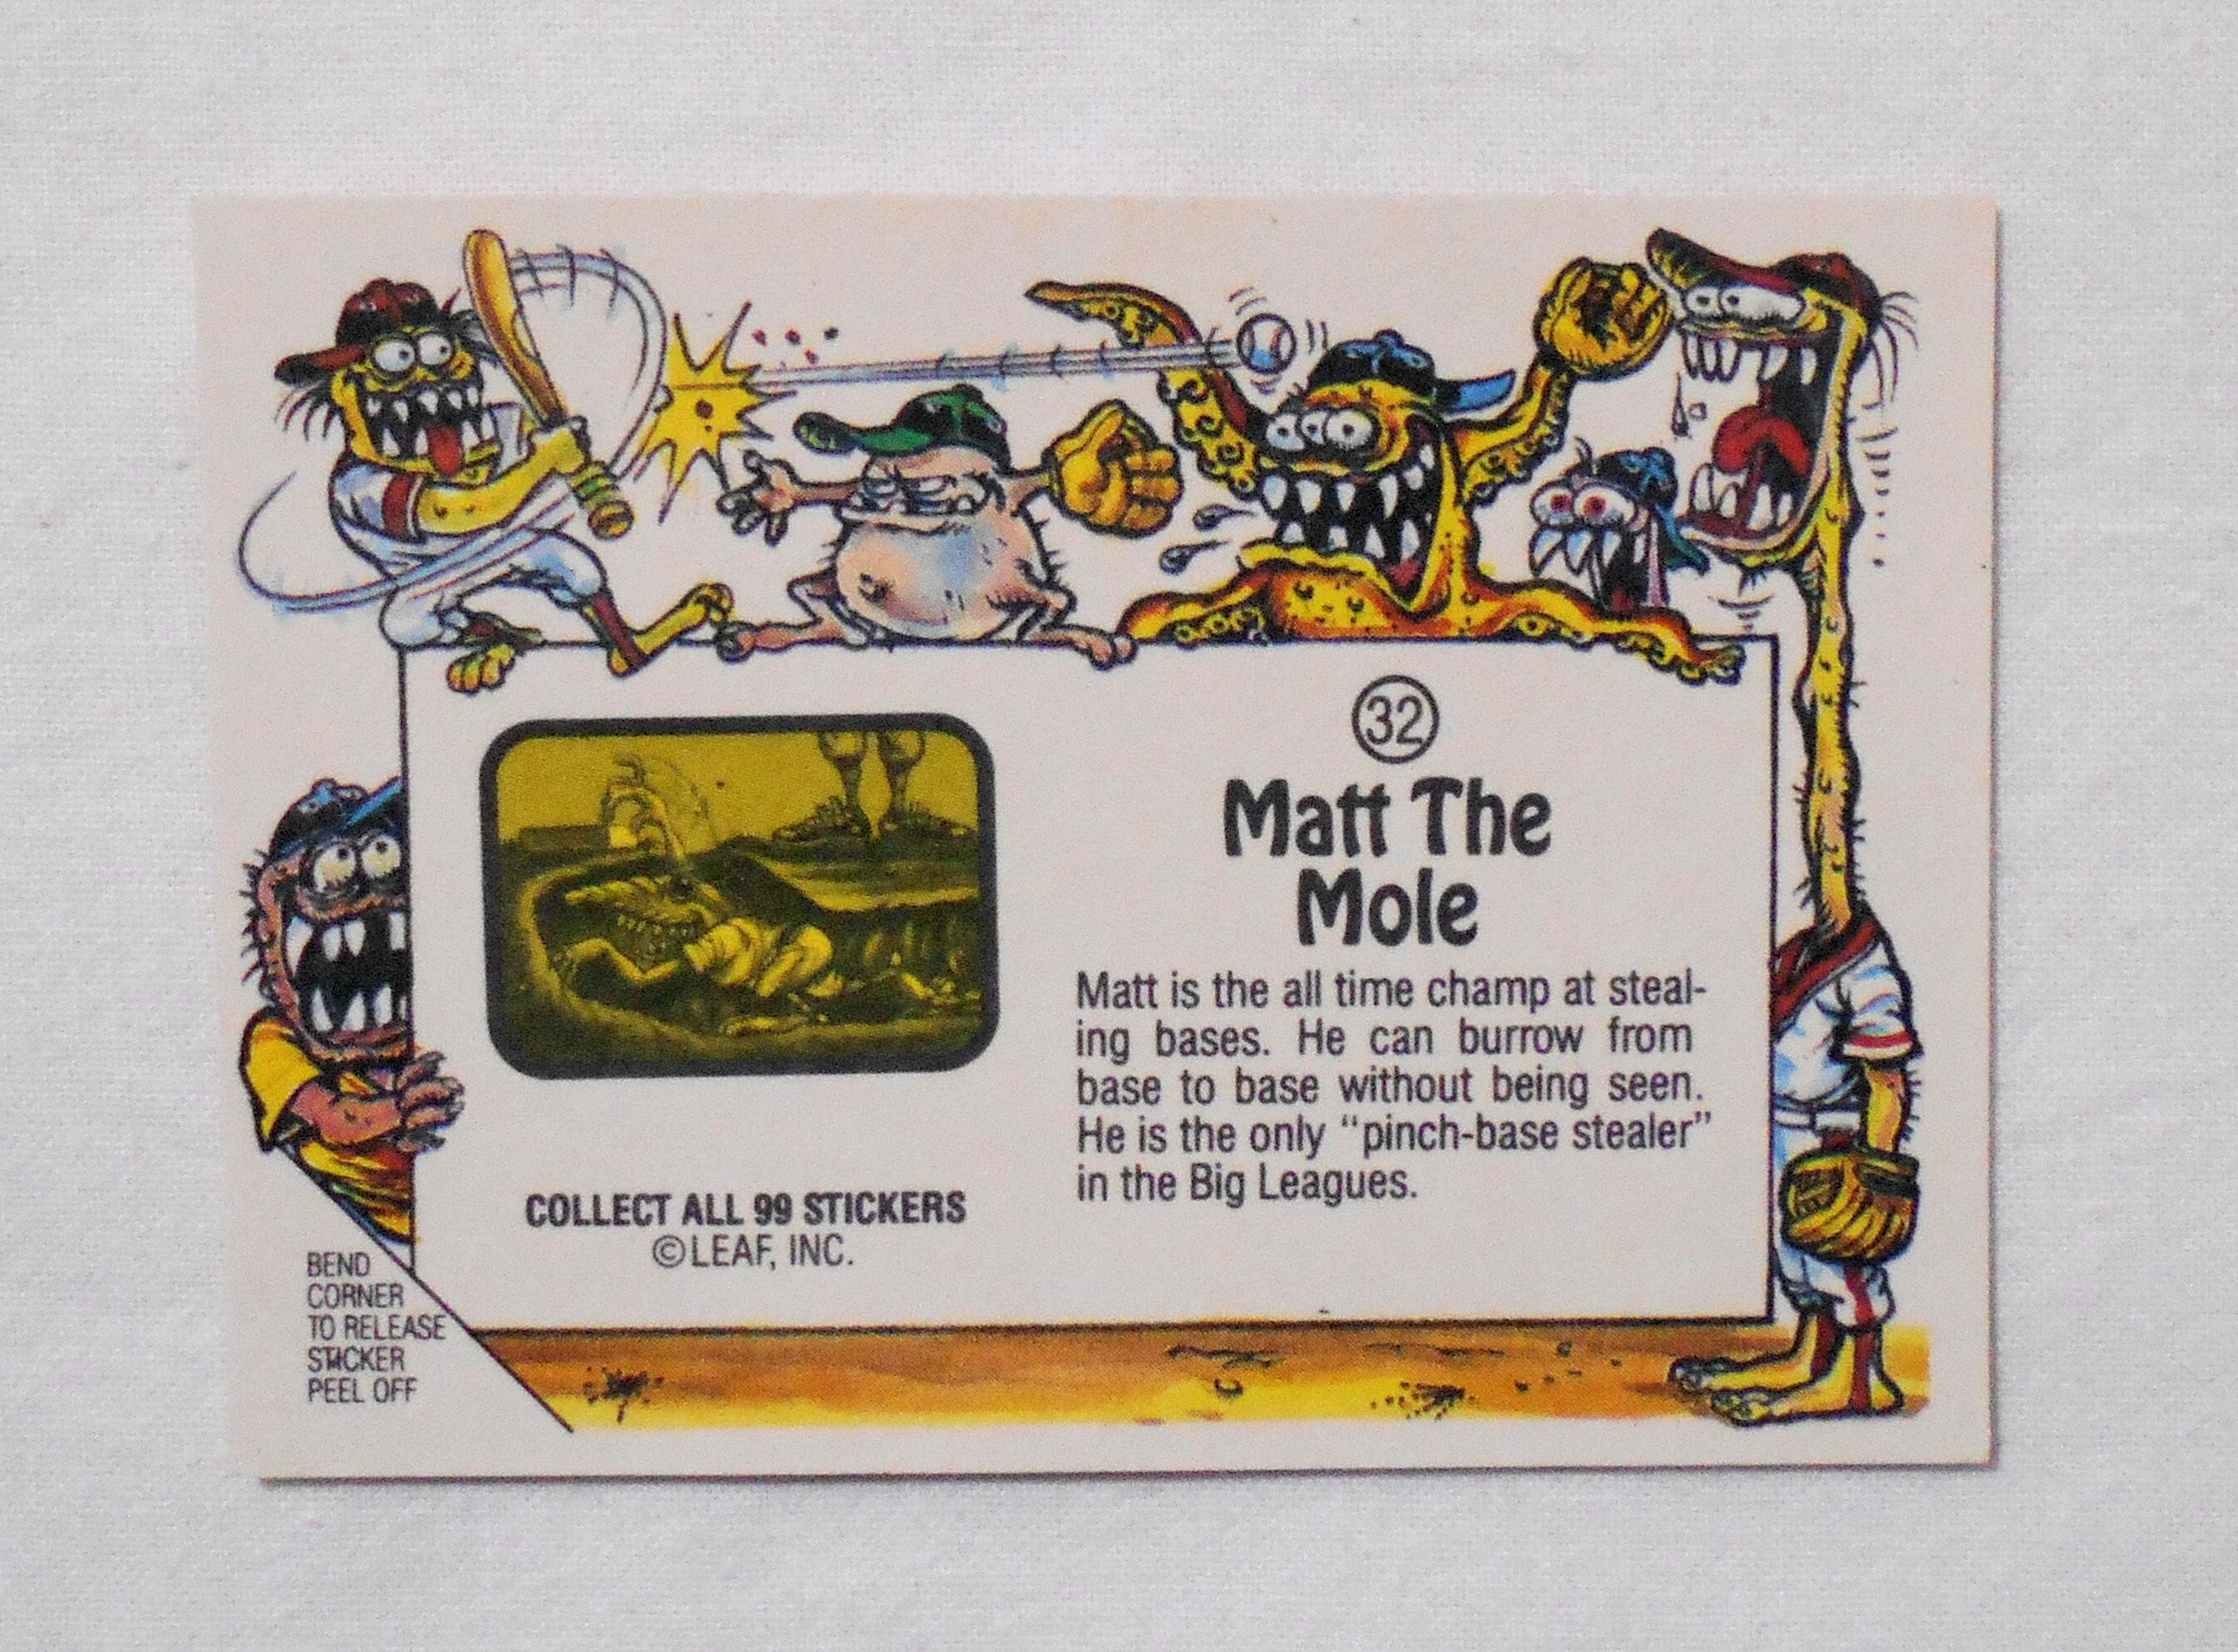 32
Matt The
Mole
Matt is the all time champ at steal-
ing bases. He can burrow from
base to base without being seen.
He is the only “pinch-base stealer”
in the Big Leagues.
COLLECT ALL 99 STICKERS
©LEAF, INC.
BEND
CORNER
TO RELEASE
STICKER
PEEL OFF